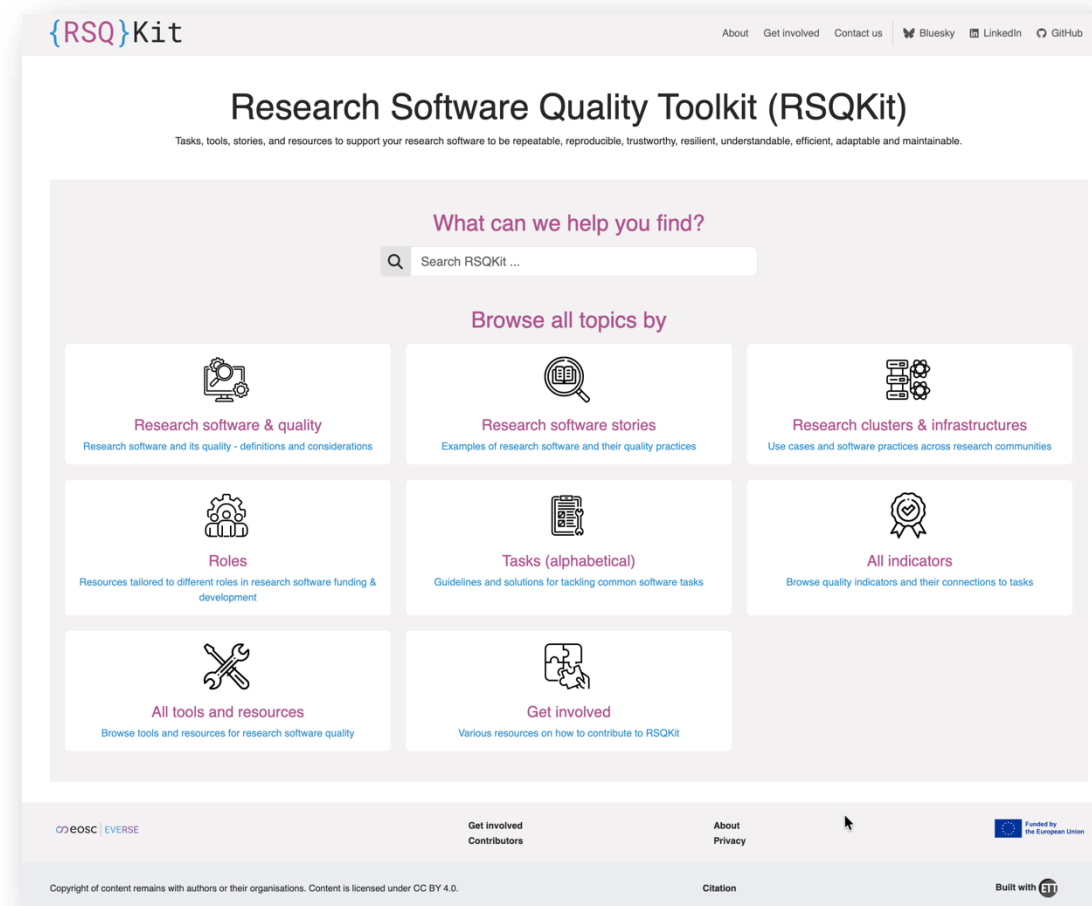 {RSQ}Kit
About Get involved Contact us Bluesky LinkedIn GitHub
Research Software Quality Toolkit (RSQKit)
Tasks, tools, stories, and resources to support your research software to be repeatable, reproducible, trustworthy, resilient, understandable, efficient, adaptable and maintainable.
What can we help you find?
Search RSQKit ...
Browse all topics by
Research software & quality
Research software and its quality - definitions and considerations
Research software stories
Examples of research software and their quality practices
Research clusters & infrastructures
Use cases and software practices across research communities
Roles
Resources tailored to different roles in research software funding &
development
Tasks (alphabetical)
Guidelines and solutions for tackling common software tasks
All indicators
Browse quality indicators and their connections to tasks
All tools and resources
Browse tools and resources for research software quality
Get involved
Various resources on how to contribute to RSQKit
eosc | EVERSE
Get involved
Contributors
About
Privacy
Funded by
the European Union
Copyright of content remains with authors or their organisations. Content is licensed under CC BY 4.0.
Citation
Built with ETT